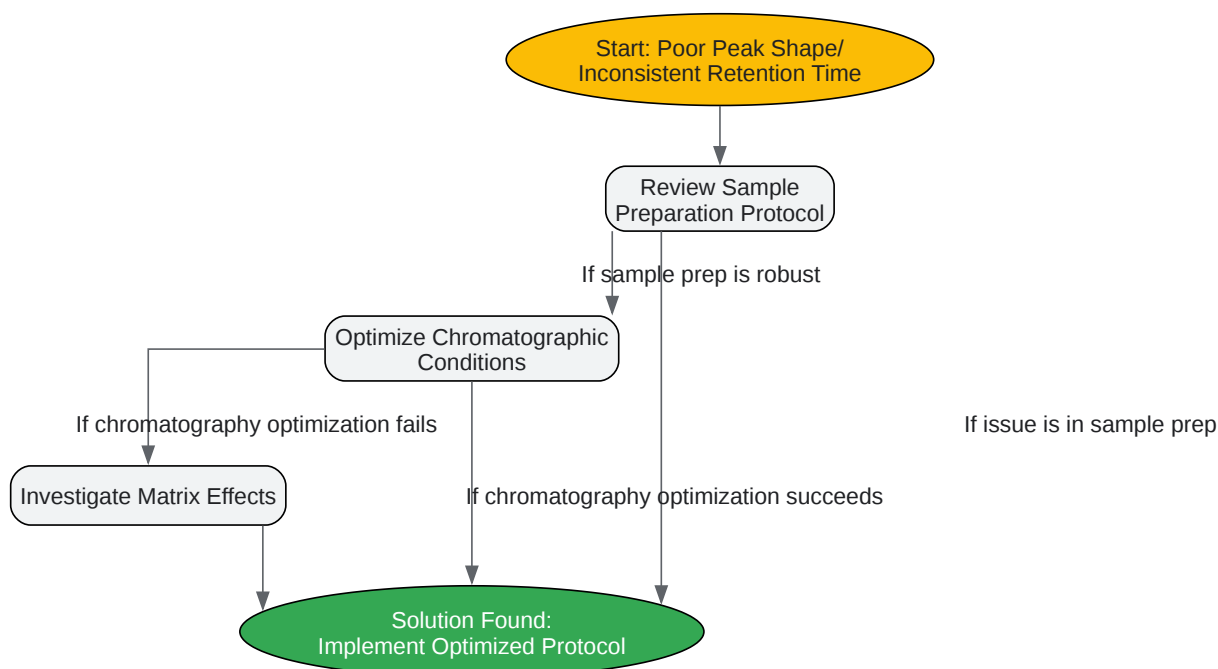 Start: Poor Peak Shape/
Inconsistent Retention Time
Review Sample
Preparation Protocol
If sample prep is robust
Optimize Chromatographic
Conditions
If chromatography optimization fails
If issue is in sample prep
Investigate Matrix Effects
If chromatography optimization succeeds
Solution Found:
Implement Optimized Protocol